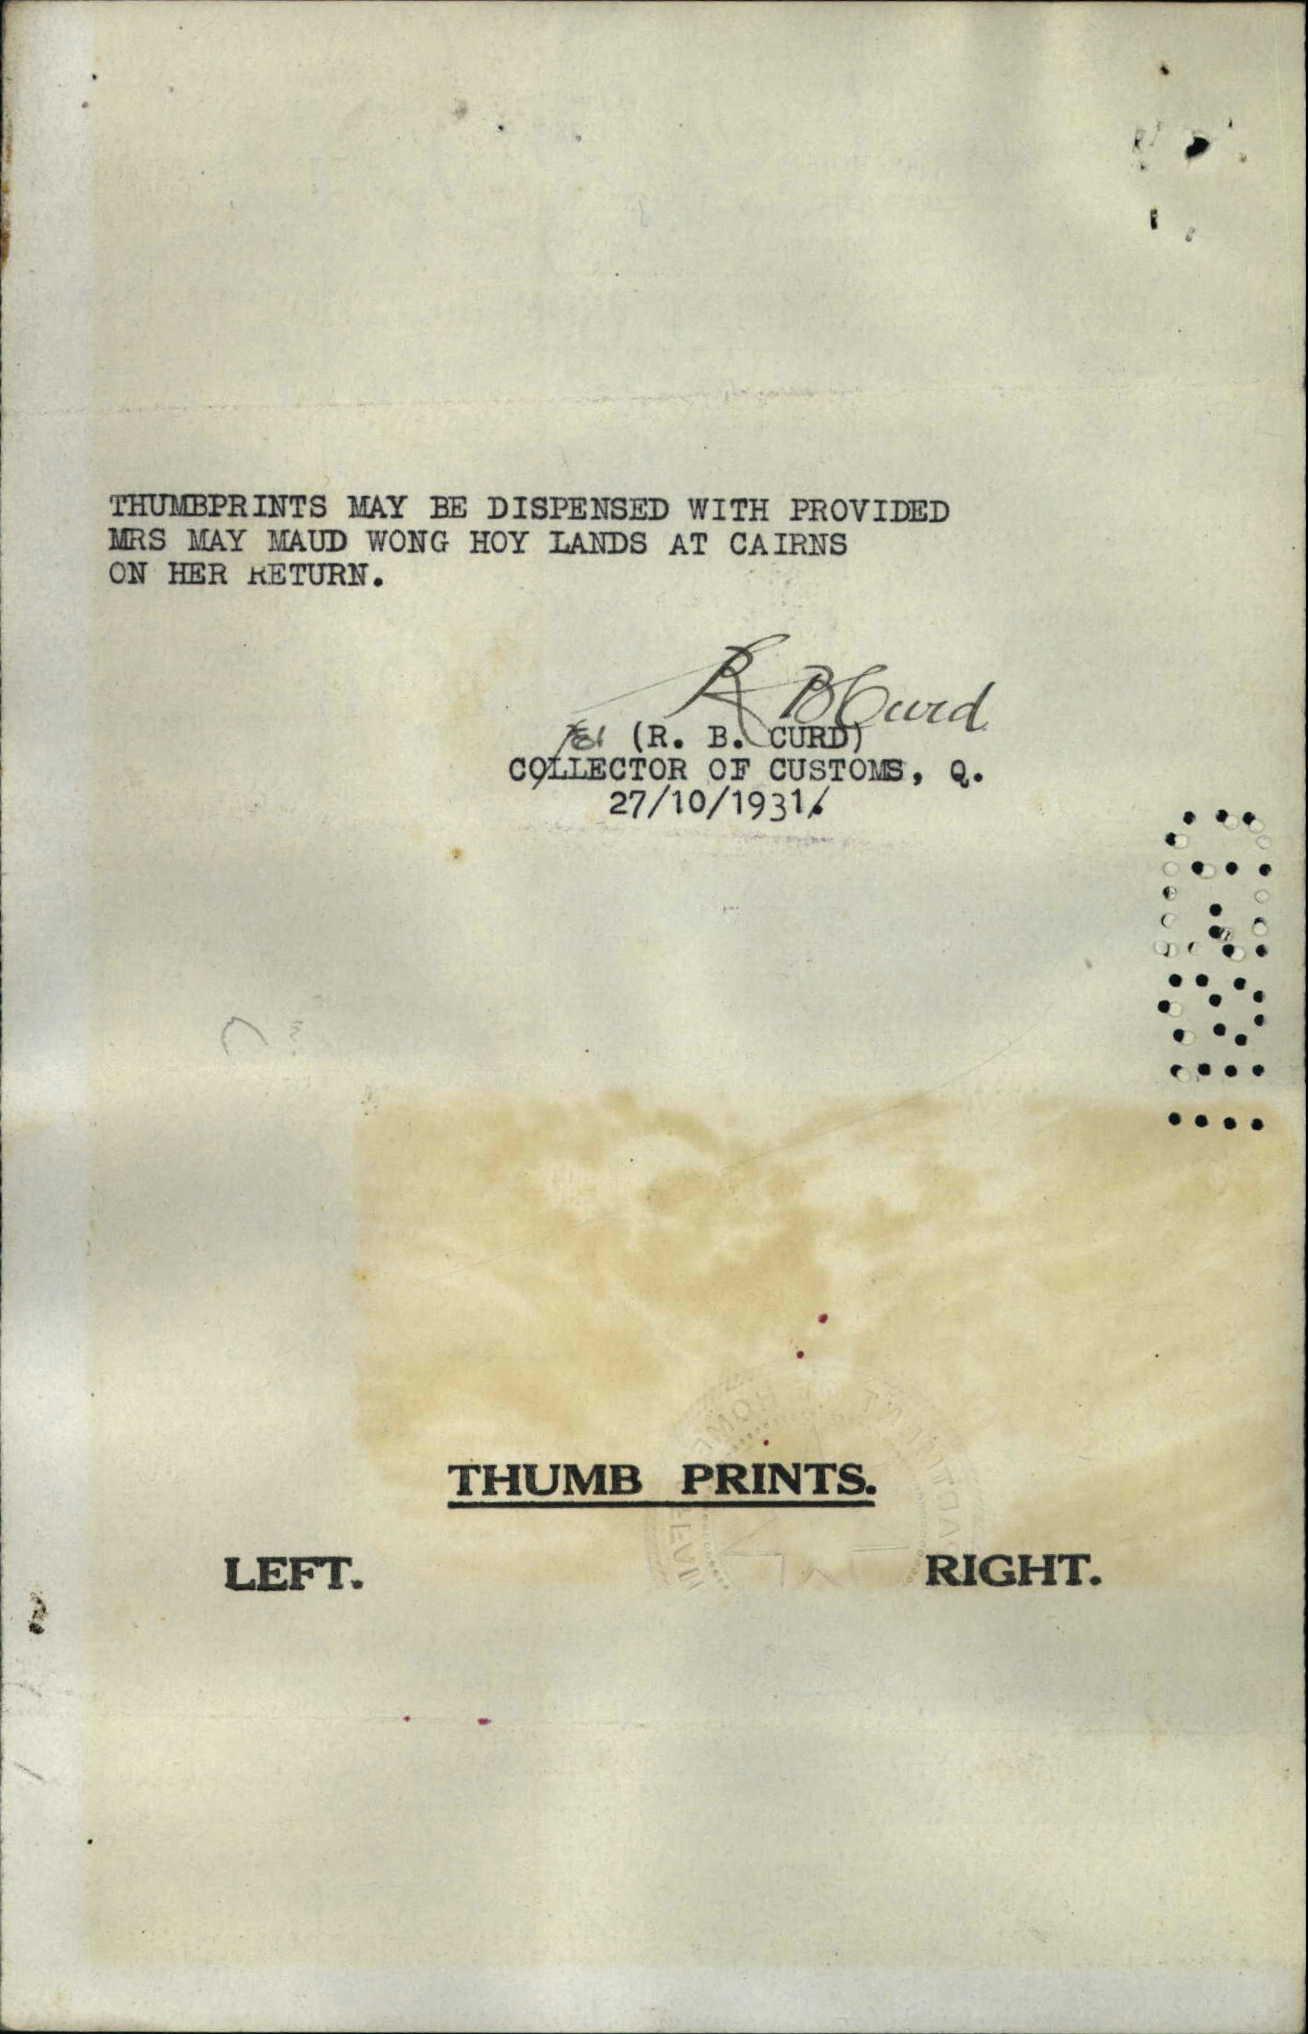 THUMBPRINTS MAY BE DISPENSED WITH PROVIDED
MRS MAY MAUD WONG HOY LANDS AT CAIRNS
ON HER RETURN.
R B Curd
(R. B. CURD)
COLLECTOR OF CUSTOMS, Q.
27/10/1931.
THUMB PRINTS.
LEFT.
RIGHT.